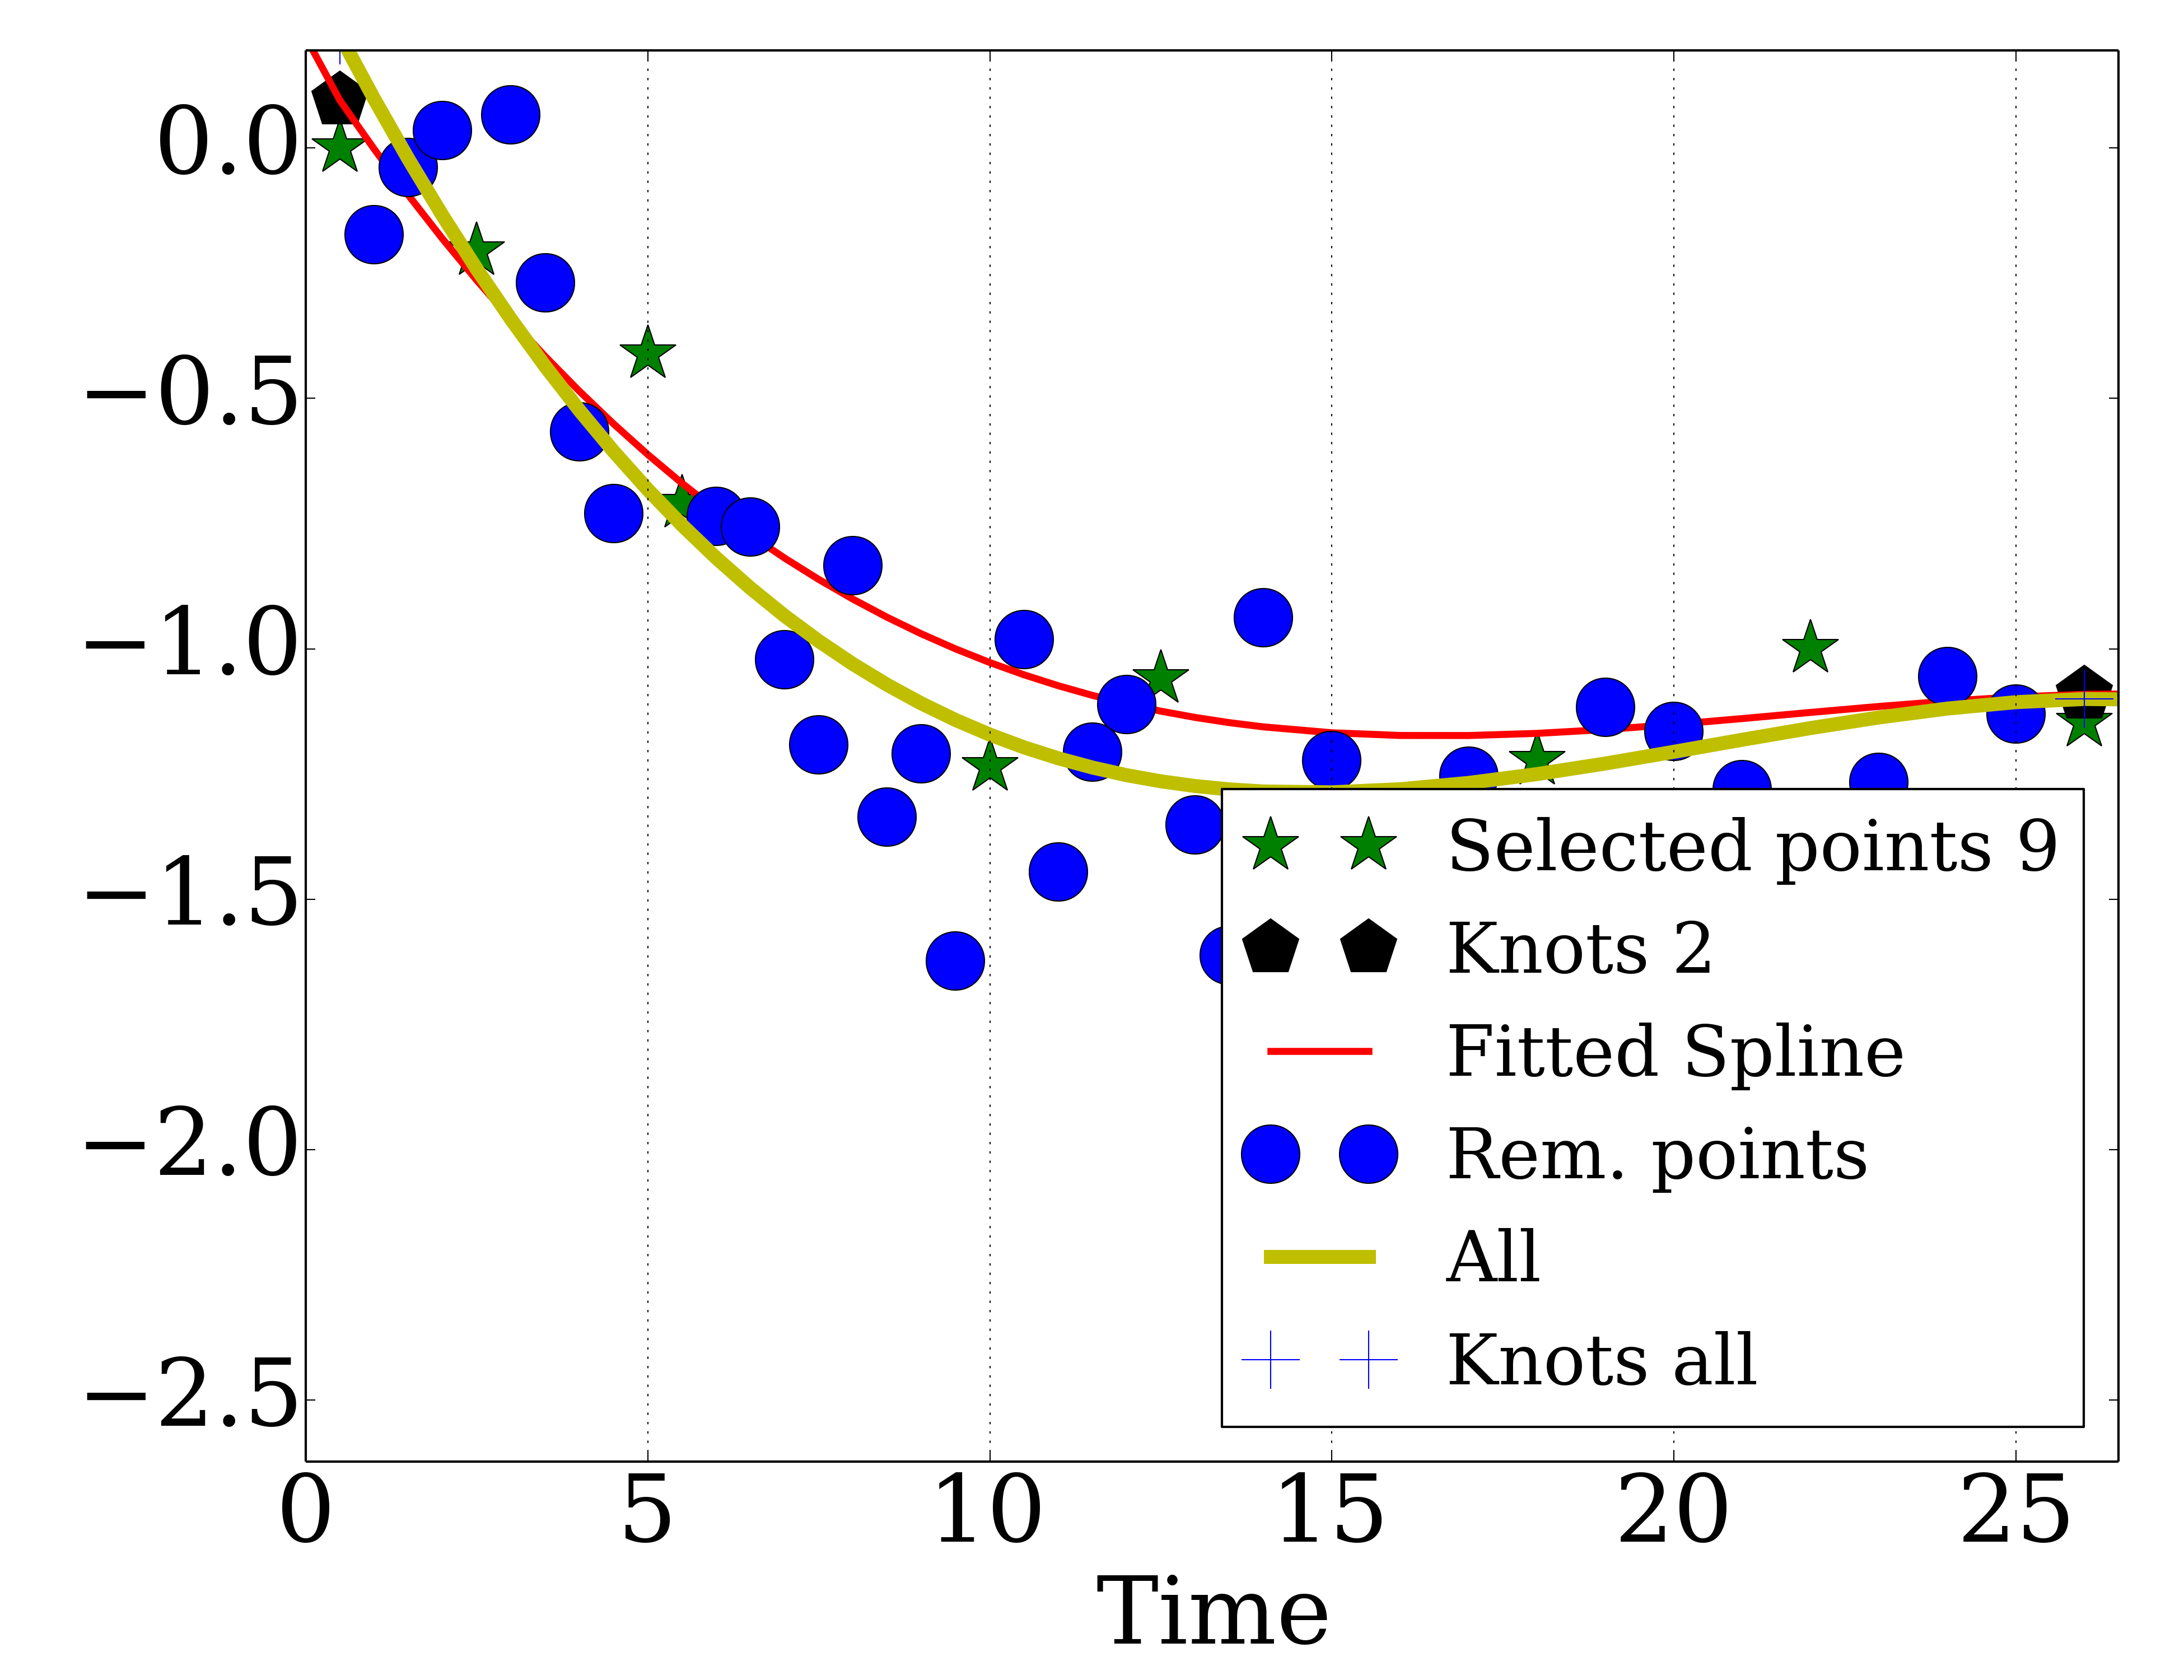 0.0
−0.5
−1.0
−1.5
−2.0
−2.5
Selected points 9
Knots 2
Fitted Spline
Rem. points
All
Knots all
0 5 10 15 20 25
Time